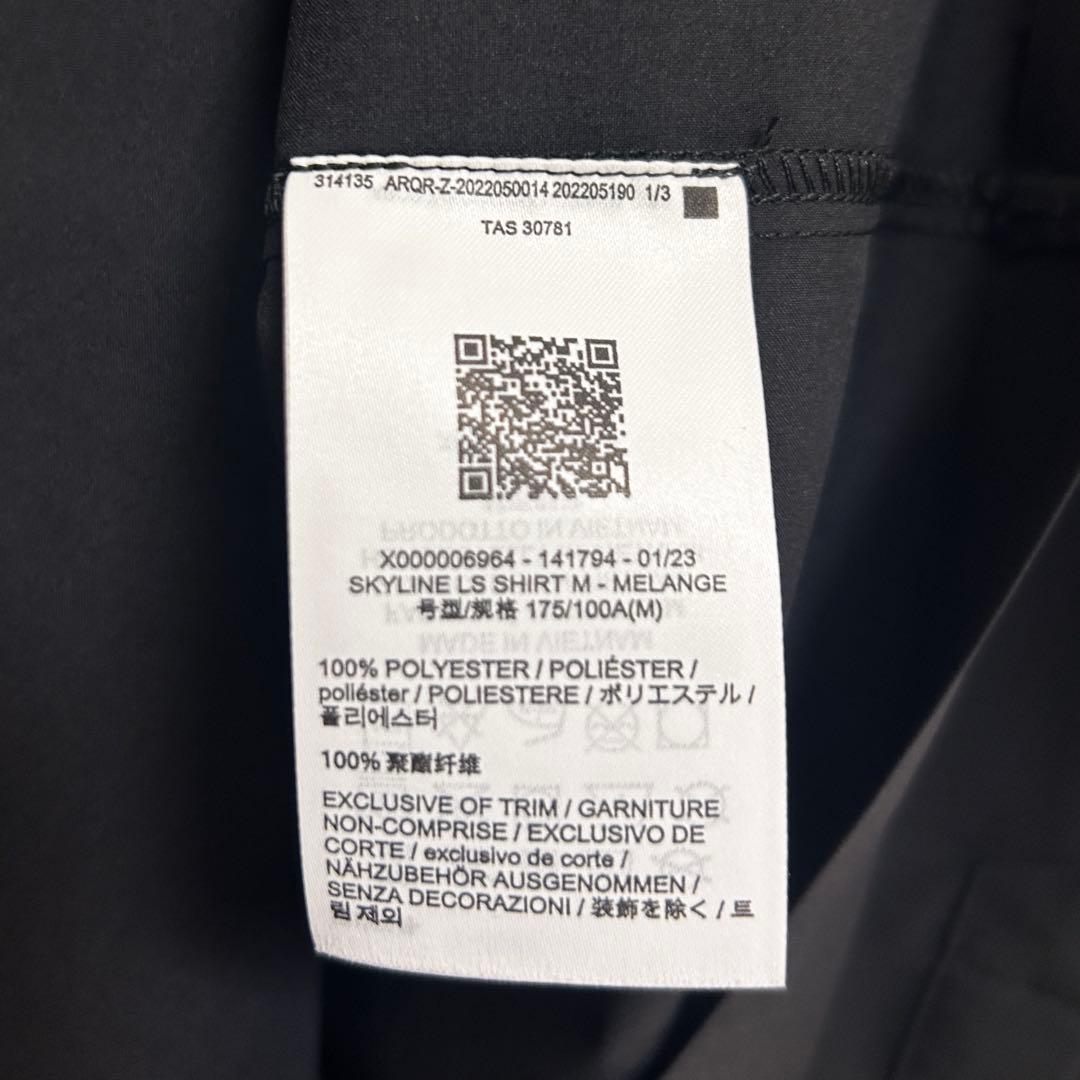 314135 ARQR-Z-2022050014 202205190 1/3
TAS 30781
X000006964 - 141794 - 01/23
SKYLINE LS SHIRT M - MELANGE
号型/规格 175/100A(M)
100% POLYESTER / POLIÉSTER /
poliéster / POLIESTERE / ポリエステル /
폴리에스터
100% 聚酯纤维
EXCLUSIVE OF TRIM / GARNITURE
NON-COMPRISE / EXCLUSIVO DE
CORTE / exclusivo de corte /
NÄHZUBEHÖR AUSGENOMMEN /
SENZA DECORAZIONI / 装飾を除く / 트
림 제외